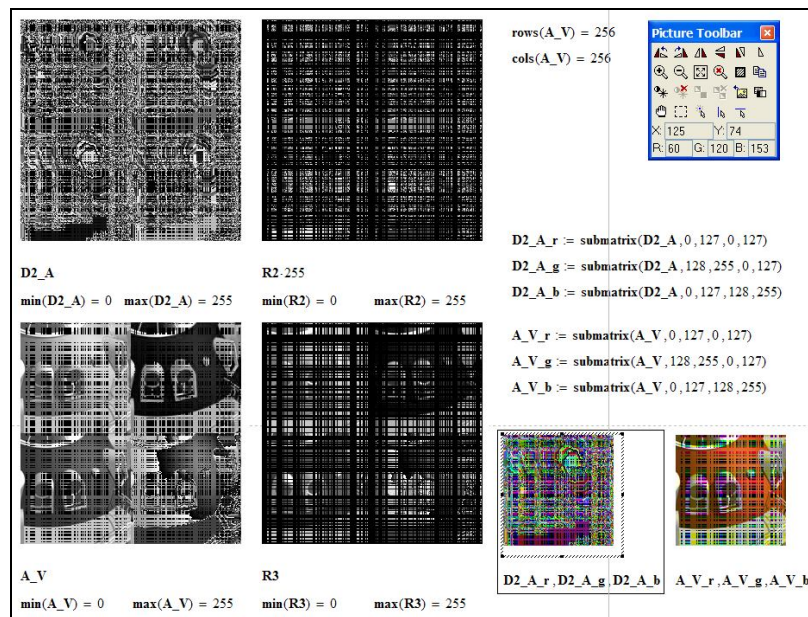 rows(A_V) = 256
cols(A_V) = 256
Picture Toolbar
X: 125 Y: 74
R: 60 G: 120 B: 153
D2_A_r := submatrix(D2_A,0,127,0,127)
D2_A_g := submatrix(D2_A,128,255,0,127)
D2_A_b := submatrix(D2_A,0,127,128,255)
D2_A
R2·255
min(D2_A) = 0 max(D2_A) = 255
min(R2) = 0 max(R2) = 255
A_V_r := submatrix(A_V,0,127,0,127)
A_V_g := submatrix(A_V,128,255,0,127)
A_V_b := submatrix(A_V,0,127,128,255)
A_V
R3
D2_A_r,D2_A_g,D2_A_b
A_V_r,A_V_g,A_V_b
min(A_V) = 0 max(A_V) = 255
min(R3) = 0 max(R3) = 255